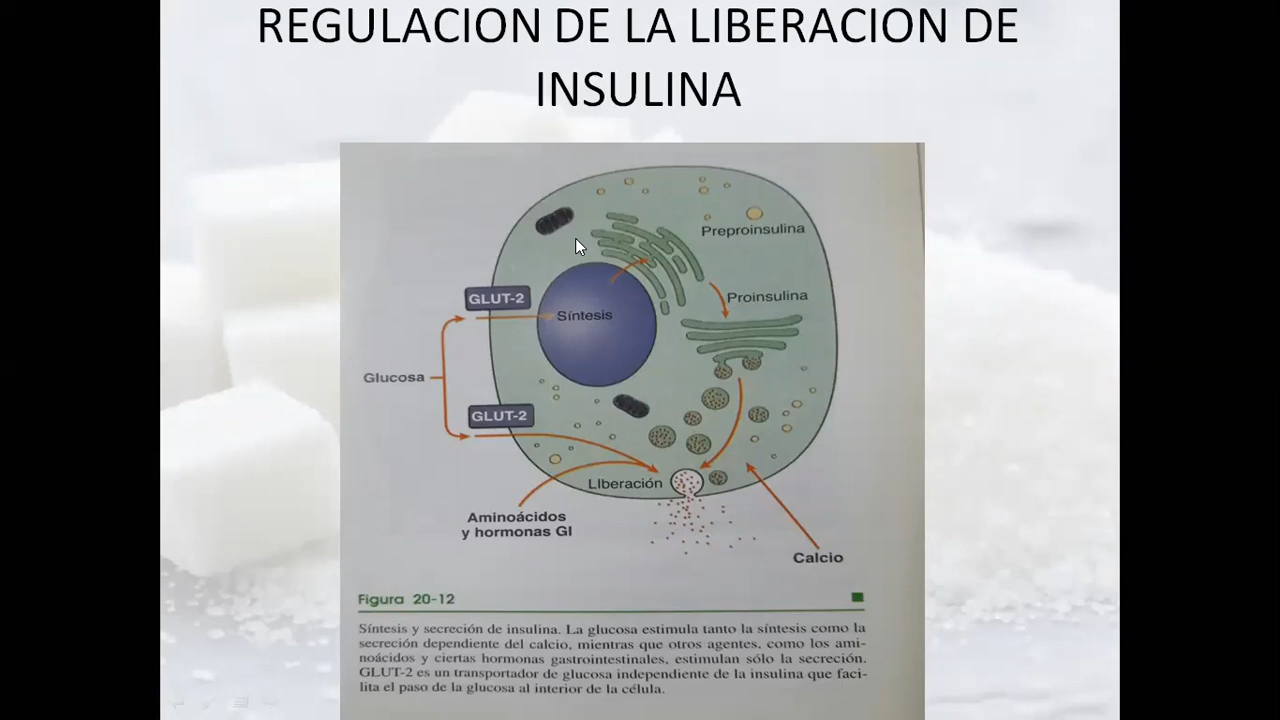 REGULACION DE LA LIBERACION DE
INSULINA
Preproinsulina
GLUT-2
Proinsulina
Síntesis
Glucosa
GLUT-2
LIberación
Aminoácidos
y hormonas GI
Calcio
Figura 20-12
Síntesis y secreción de insulina. La glucosa estimula tanto la síntesis como la
secreción dependiente del calcio, mientras que otros agentes, como los ami-
noácidos y ciertas hormonas gastrointestinales, estimulan sólo la secreción.
GLUT-2 es un transportador de glucosa independiente de la insulina que faci-
lita el paso de la glucosa al interior de la célula.